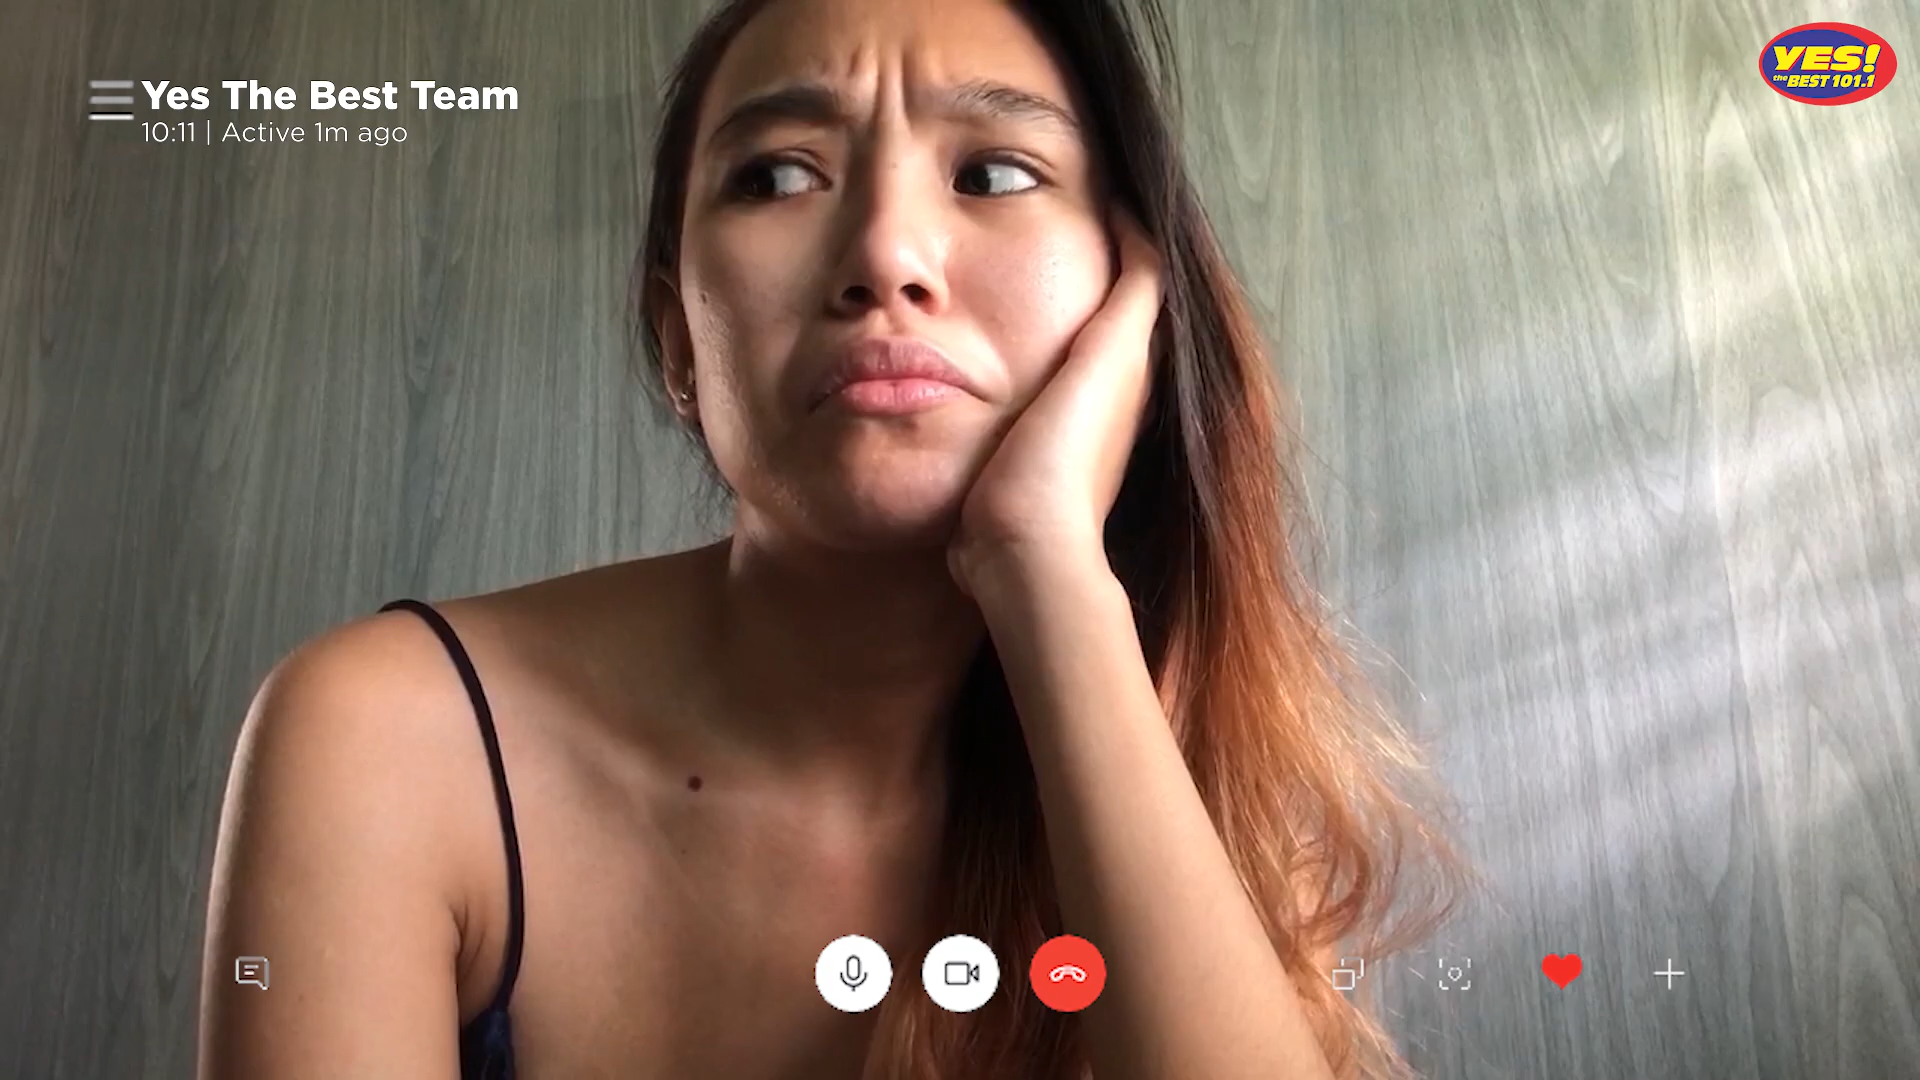 Yes The Best Team
10:11 | Active 1m ago
YES!
the BEST 101.1